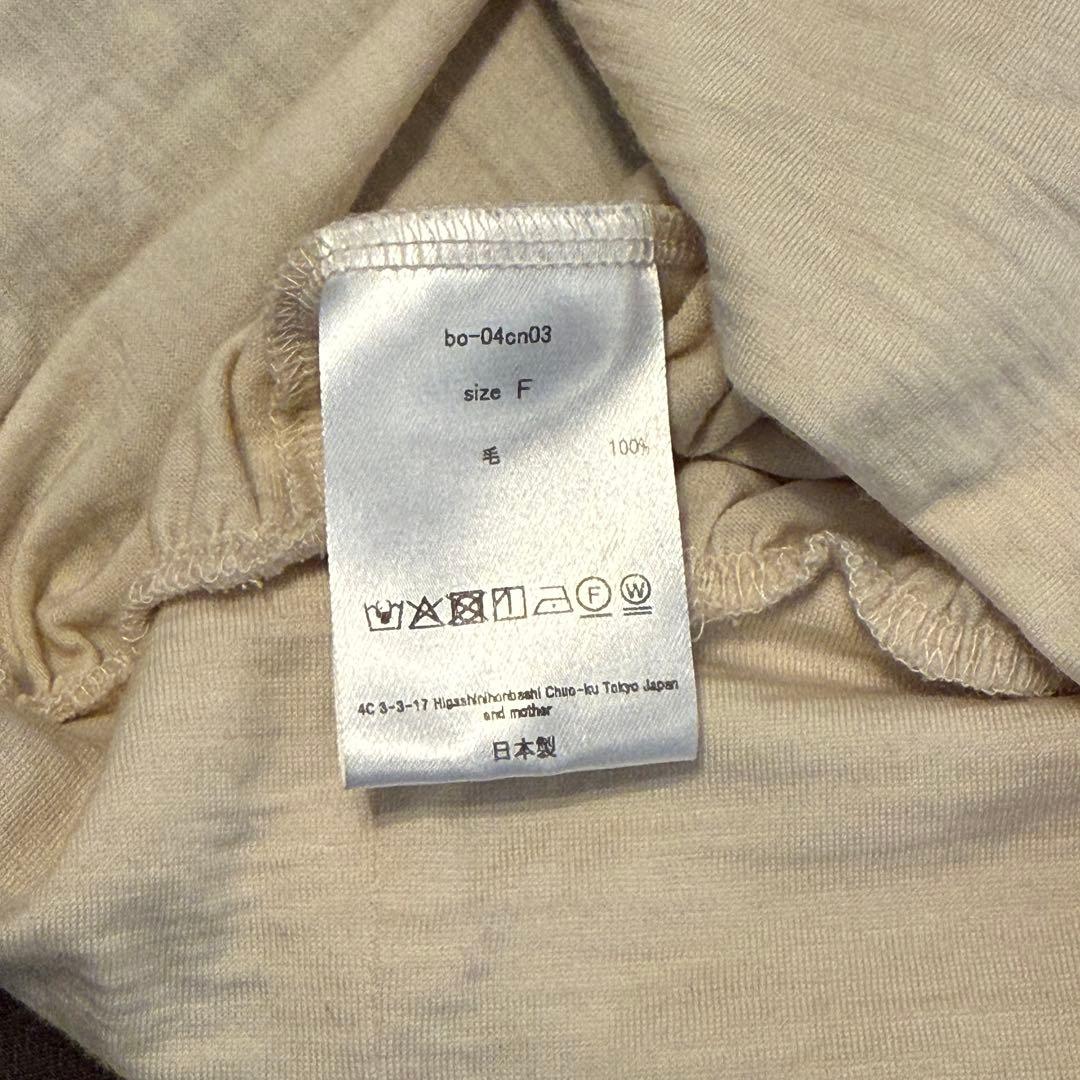 bo-04cn03
size F
毛 100%
F W
4C 3-3-17 Higashinihonbashi Chuo-ku Tokyo Japan
and mother
日本製